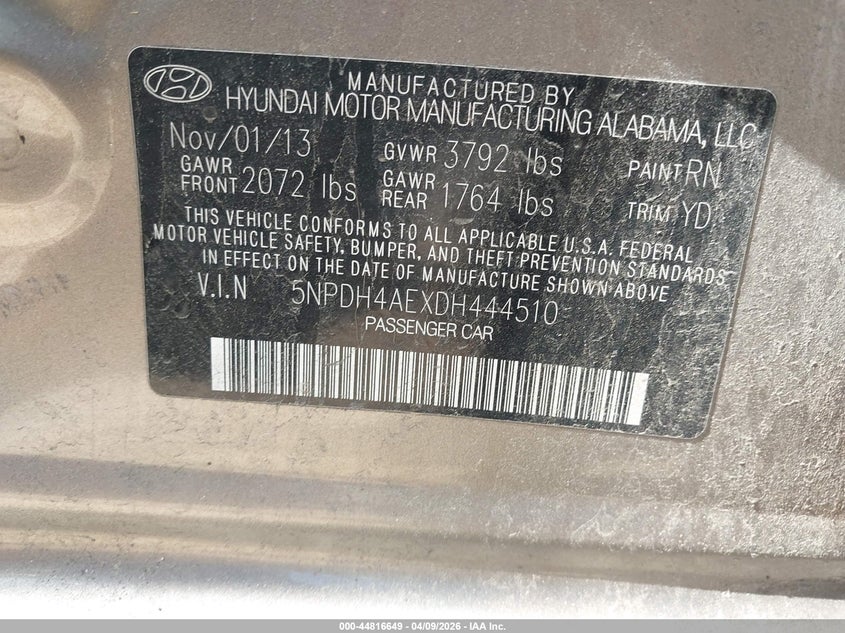 MANUFACTURED BY
HYUNDAI MOTOR MANUFACTURING ALABAMA, LLC
Nov/01/13 GVWR 3792 lbs PAINT RN
GAWR FRONT 2072 lbs GAWR REAR 1764 lbs TRIM YD
THIS VEHICLE CONFORMS TO ALL APPLICABLE U.S.A. FEDERAL
MOTOR VEHICLE SAFETY, BUMPER, AND THEFT PREVENTION STANDARDS
IN EFFECT ON THE DATE OF MANUFACTURE SHOWN ABOVE
V.I.N 5NPDH4AEXDH444510
PASSENGER CAR
000-44816649 | 04/09/2026 - IAA Inc.